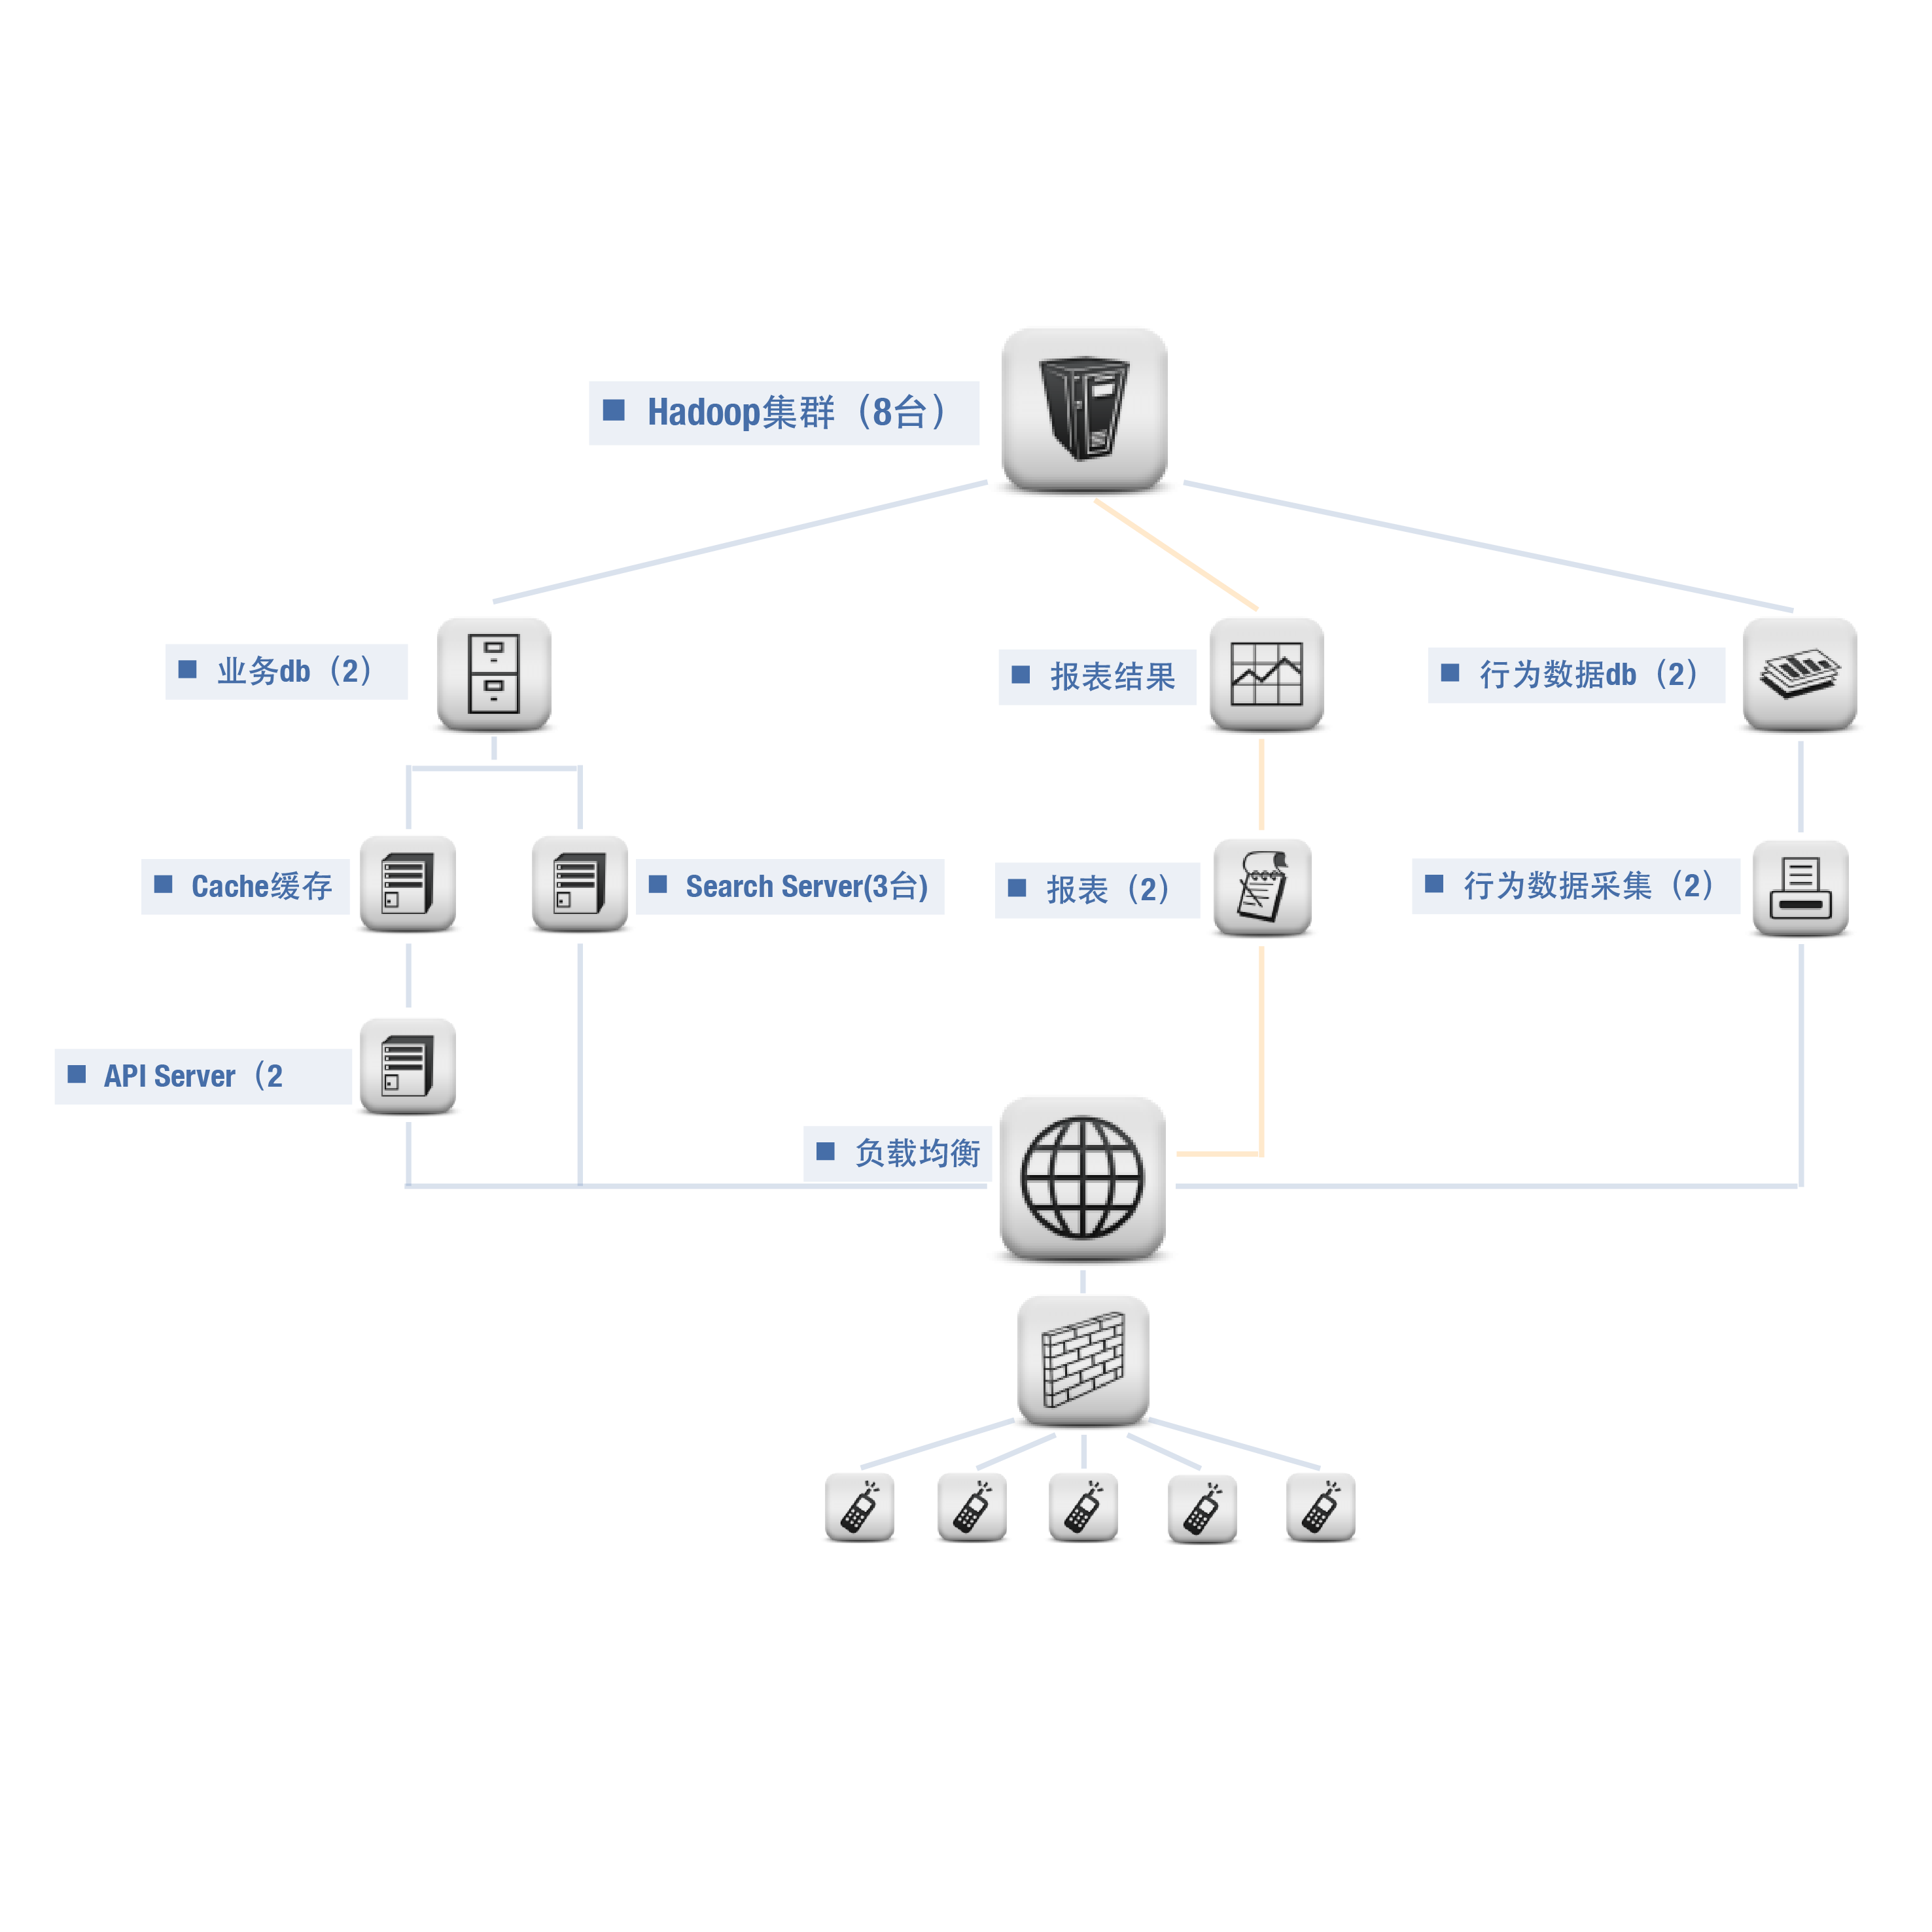 Hadoop集群（8台）
业务db（2）
报表结果
行为数据db（2）
Cache缓存
Search Server(3台)
报表（2）
行为数据采集（2）
API Server（2
负载均衡